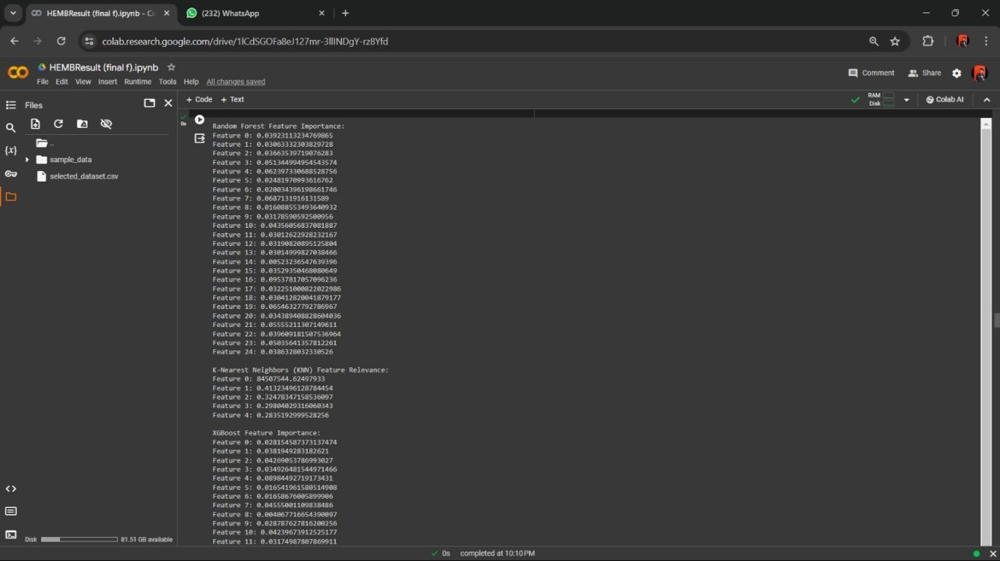 HEMBResult (final f).ipynb - Co
(232) WhatsApp
colab.research.google.com/drive/1lCdSGOFa8eJ127mr-3llINDgY-rz8Yfd
HEMBResult (final f).ipynb
Comment
Share
File Edit View Insert Runtime Tools Help All changes saved
Files
+ Code + Text
RAM
Disk
Colab AI
{x}
..
sample_data
selected_dataset.csv
0s
Random Forest Feature Importance:
Feature 0: 0.03923113234769865
Feature 1: 0.03063332303829728
Feature 2: 0.03663539719076283
Feature 3: 0.051344994954543574
Feature 4: 0.062397330688528756
Feature 5: 0.02481970993616762
Feature 6: 0.020034396198661746
Feature 7: 0.0687131916131589
Feature 8: 0.016088553493640932
Feature 9: 0.03178590592500956
Feature 10: 0.04356056837081887
Feature 11: 0.03012622928232167
Feature 12: 0.03190820895125804
Feature 13: 0.03014999827038466
Feature 14: 0.00523236547639396
Feature 15: 0.03529350468080649
Feature 16: 0.09537817057096236
Feature 17: 0.032251000822022986
Feature 18: 0.030412820041879177
Feature 19: 0.06546327792786967
Feature 20: 0.034389408828604036
Feature 21: 0.05555211307149611
Feature 22: 0.039609181507536964
Feature 23: 0.05035641357812261
Feature 24: 0.0386328032330526
K-Nearest Neighbors (KNN) Feature Relevance:
Feature 0: 84507544.62497933
Feature 1: 0.41323496128784454
Feature 2: 0.32478347158536097
Feature 3: 0.29804029316060343
Feature 4: 0.2835192999528256
XGBoost Feature Importance:
Feature 0: 0.028154587373137474
Feature 1: 0.0381949283182621
Feature 2: 0.04269053786993027
Feature 3: 0.034926481544971466
Feature 4: 0.08984492719173431
Feature 5: 0.016541961580514908
Feature 6: 0.01658676005899906
Feature 7: 0.04555001109838486
Feature 8: 0.004067716654390097
Feature 9: 0.028787627816200256
Feature 10: 0.04239673912525177
Feature 11: 0.03174987807869911
Disk
81.51 GB available
0s completed at 10:10 PM